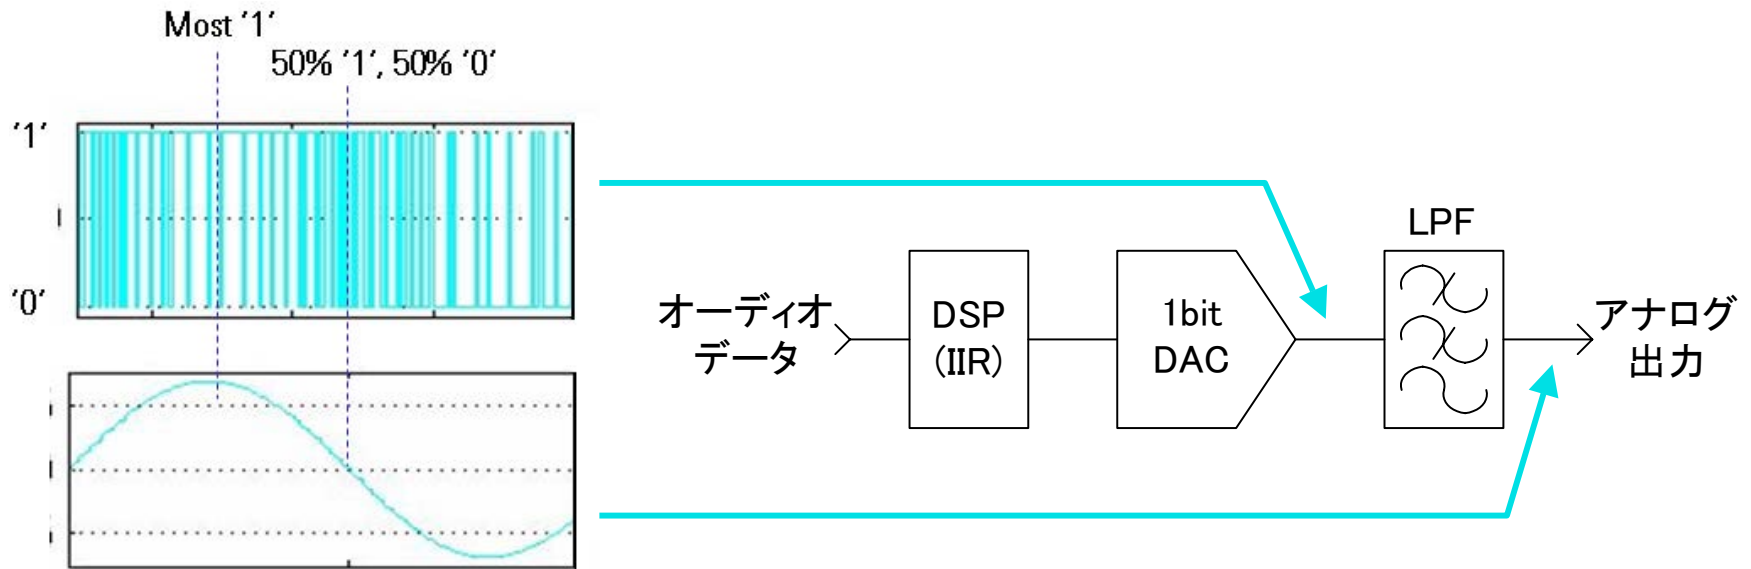 Most '1'
50% '1', 50% '0'
'1'
'0'
オーディオ
データ
DSP
(IIR)
1bit
DAC
LPF
アナログ
出力